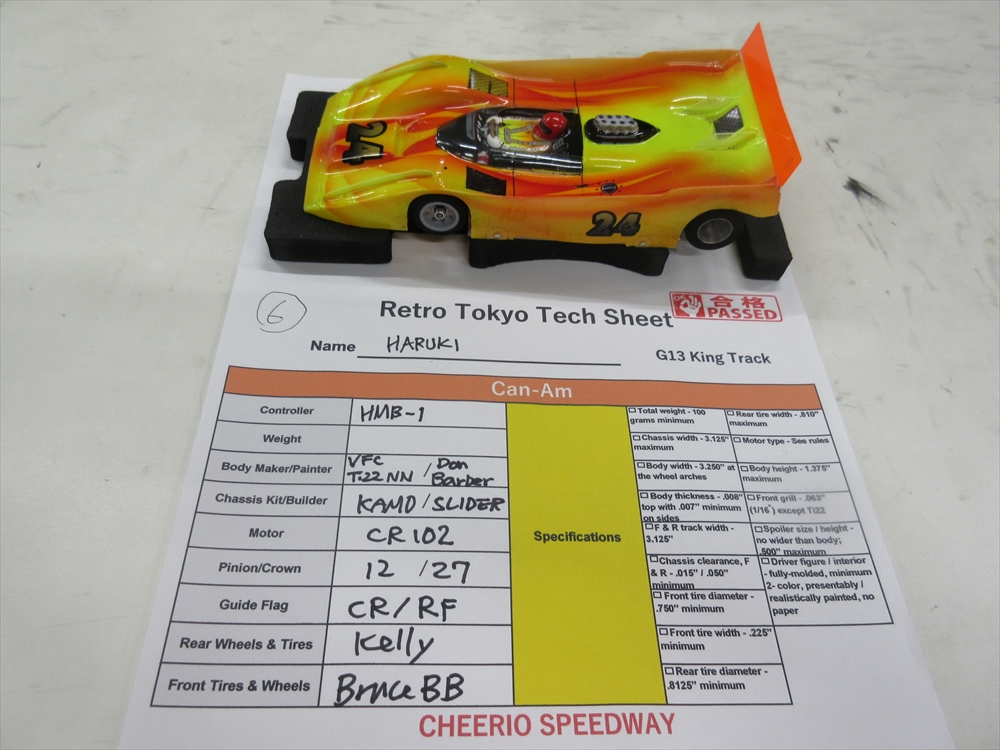 24
24
6
Retro Tokyo Tech Sheet
合格
PASSED
Name HARUKI
G13 King Track
Can-Am
Controller HMB-1
Weight
Body Maker/Painter VFC T.22 NN / Don Barber
Chassis Kit/Builder KAMO / SLIDER
Motor CR102
Pinion/Crown 12 / 27
Guide Flag CR/RF
Rear Wheels & Tires Kelly
Front Tires & Wheels Bruce BB
Specifications
Total weight - 100
grams minimum
Rear tire width - .810"
maximum
Chassis width - 3.125"
maximum
Motor type - See rules
Body width - 3.250" at
the wheel arches
Body height - 1.375"
maximum
Body thickness - .008"
top with .007" minimum
on sides
Front grill - .063"
(1/16") except Ti22
F & R track width -
3.125"
Spoiler size / height -
no wider than body;
.500" maximum
Chassis clearance, F
& R - .015" / .050"
minimum
Driver figure / interior
- fully-molded, minimum
2- color, presentably /
realistically painted, no
paper
Front tire diameter -
.750" minimum
Front tire width - .225"
minimum
Rear tire diameter -
.8125" minimum
CHEERIO SPEEDWAY